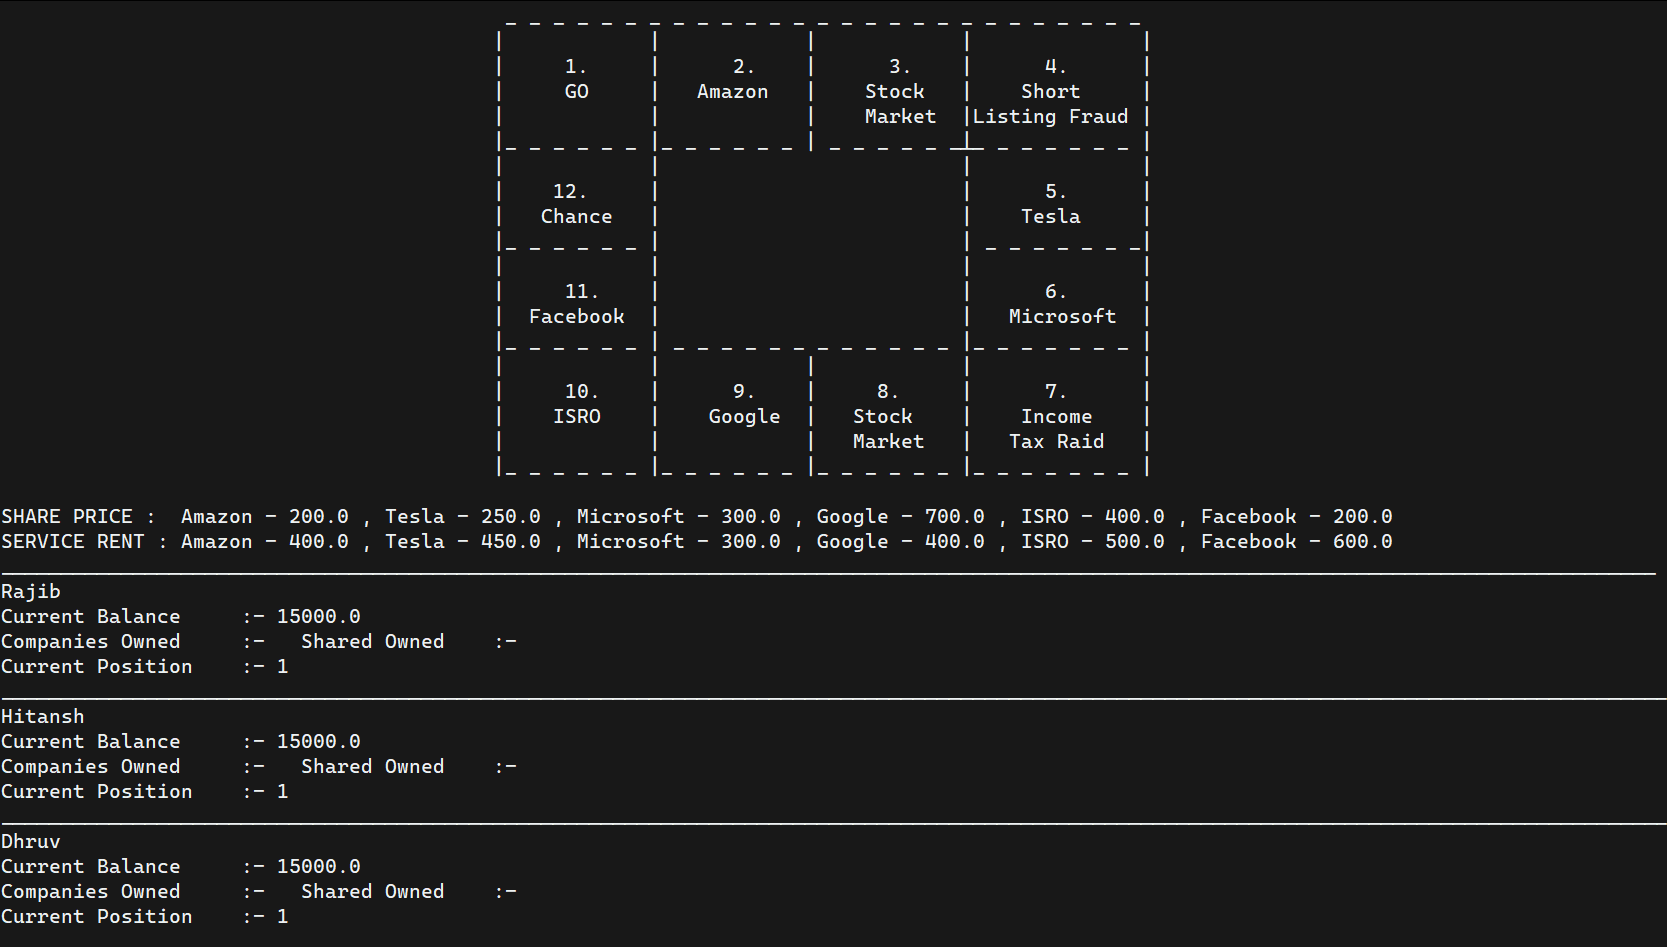 1. 2. 3. 4.
GO Amazon Stock Short
Market Listing Fraud
12. 5.
Chance Tesla
11. 6.
Facebook Microsoft
10. 9. 8. 7.
ISRO Google Stock Income
Market Tax Raid
SHARE PRICE : Amazon - 200.0 , Tesla - 250.0 , Microsoft - 300.0 , Google - 700.0 , ISRO - 400.0 , Facebook - 200.0
SERVICE RENT : Amazon - 400.0 , Tesla - 450.0 , Microsoft - 300.0 , Google - 400.0 , ISRO - 500.0 , Facebook - 600.0
Rajib
Current Balance :- 15000.0
Companies Owned :- Shared Owned :-
Current Position :- 1
Hitansh
Current Balance :- 15000.0
Companies Owned :- Shared Owned :-
Current Position :- 1
Dhruv
Current Balance :- 15000.0
Companies Owned :- Shared Owned :-
Current Position :- 1